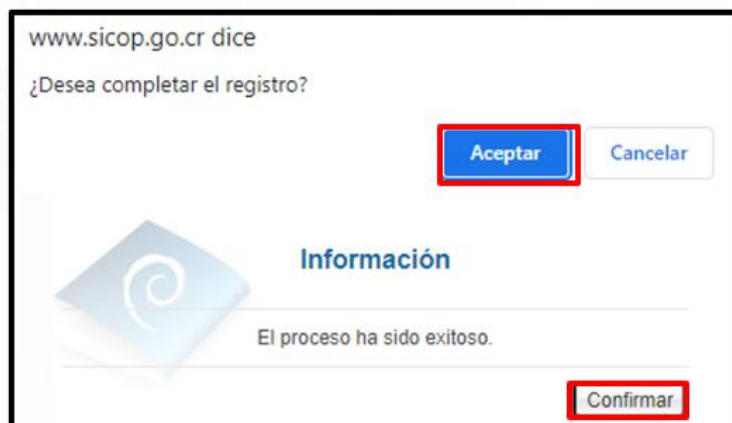 www.sicop.go.cr dice
¿Desea completar el registro?
Aceptar
Cancelar
Información
El proceso ha sido exitoso.
Confirmar